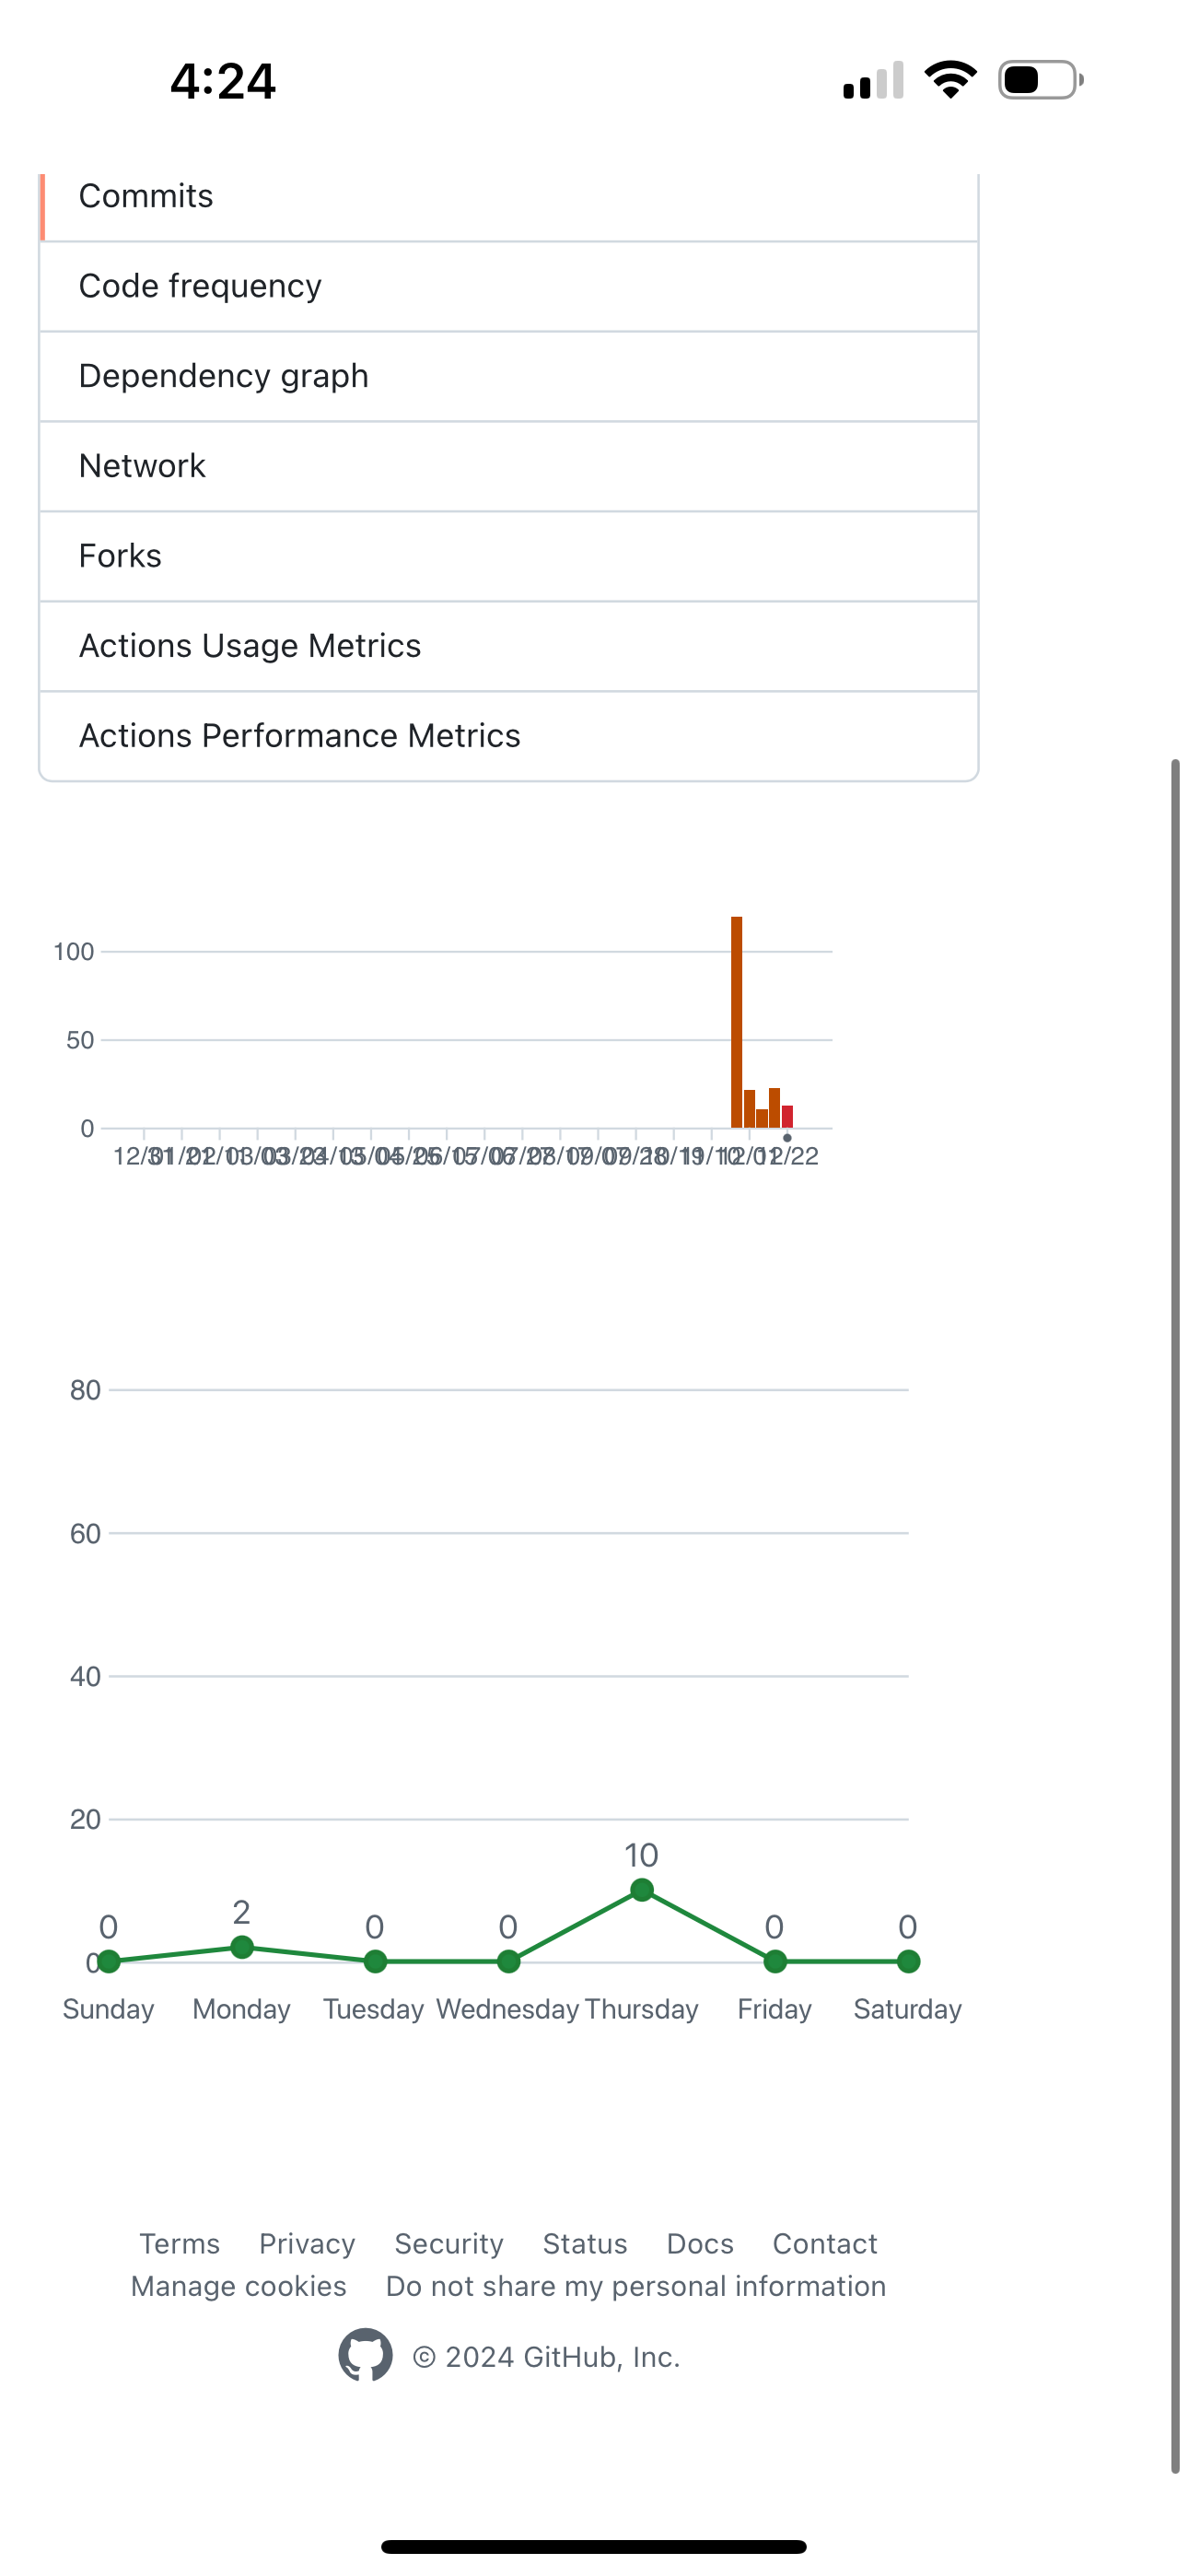 4:24
Commits
Code frequency
Dependency graph
Network
Forks
Actions Usage Metrics
Actions Performance Metrics
100
50
0
12/22
80
60
40
20
10
2
0 0 0 0 0
0
Sunday Monday Tuesday Wednesday Thursday Friday Saturday
Terms Privacy Security Status Docs Contact
Manage cookies Do not share my personal information
© 2024 GitHub, Inc.